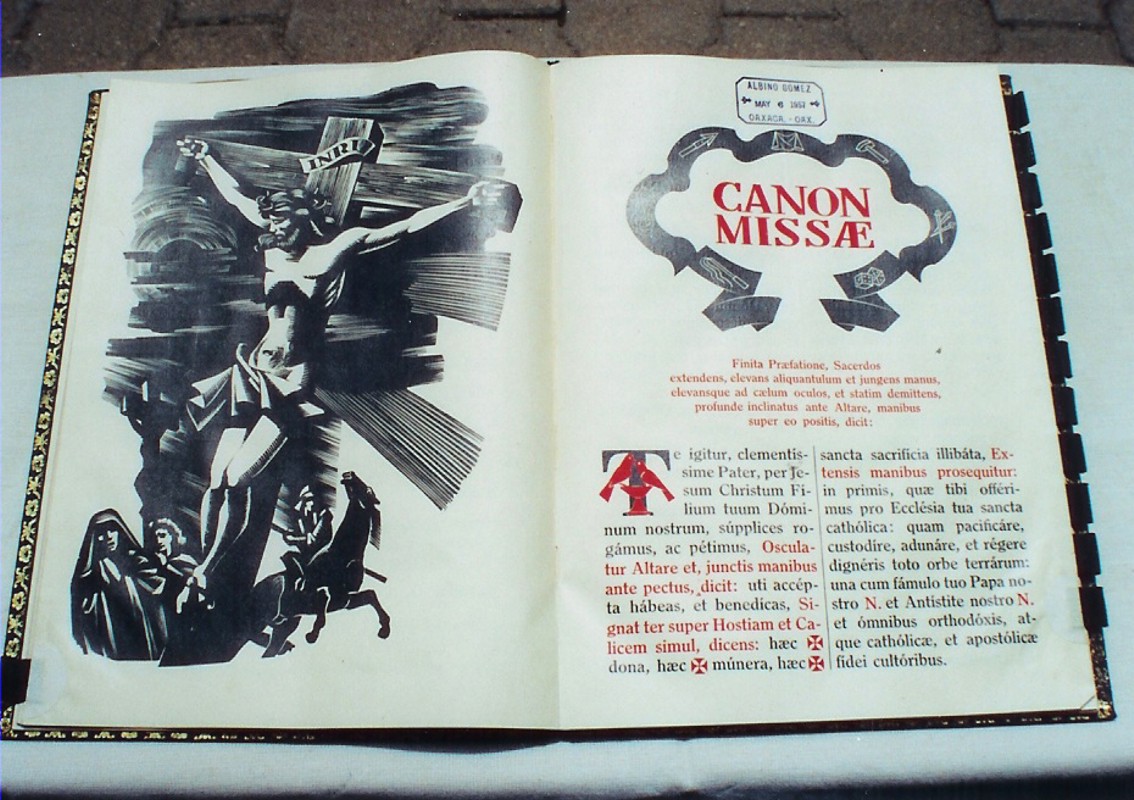 INRI
ALBINO GOMEZ
MAY 6 1957
OAXACA, - OAX.
CANON
MISSÆ
Finita Præfatione, Sacerdos
extendens, elevans aliquantulum et jungens manus,
elevansque ad cælum oculos, et statim demittens,
profunde inclinatus ante Altare, manibus
super eo positis, dicit:
Te igitur, clementís-
sime Pater, per Je-
sum Christum Fí-
lium tuum Dómi-
num nostrum, súpplices ro-
gámus, ac pétimus, Oscula-
tur Altare et, junctis manibus
ante pectus, dicit: uti accép-
ta hábeas, et benedícas, Si-
gnat ter super Hostiam et Ca-
licem simul, dicens: hæc ✠
dona, hæc ✠ múnera, hæc ✠
sancta sacrifícia illibáta, Ex-
tensis manibus prosequitur:
in primis, quæ tibi offéri-
mus pro Ecclésia tua sancta
cathólica: quam pacificáre,
custodíre, adunáre, et régere
dignéris toto orbe terrárum:
una cum fámulo tuo Papa no-
stro N. et Antístite nostro N.
et ómnibus orthodóxis, at-
que cathólicæ, et apostólicæ
fídei cultóribus.